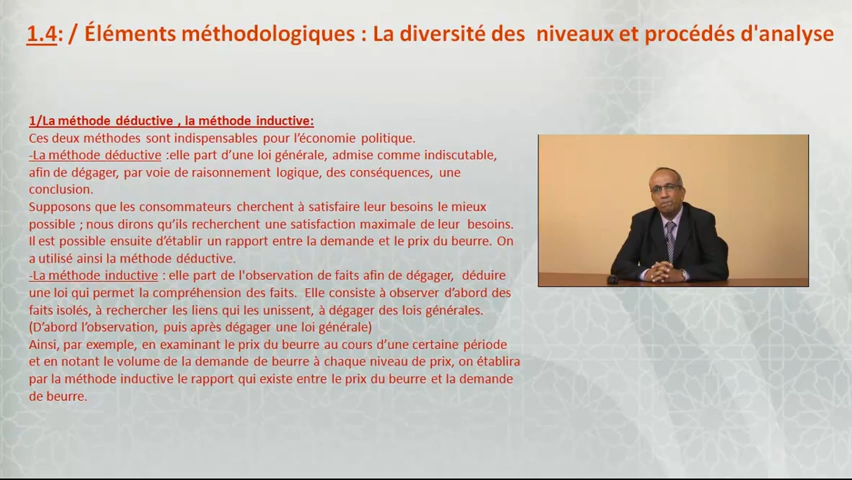 1.4: / Éléments méthodologiques : La diversité des niveaux et procédés d'analyse
1/La méthode déductive , la méthode inductive:
Ces deux méthodes sont indispensables pour l'économie politique.
-La méthode déductive :elle part d'une loi générale, admise comme indiscutable,
afin de dégager, par voie de raisonnement logique, des conséquences, une
conclusion.
Supposons que les consommateurs cherchent à satisfaire leur besoins le mieux
possible ; nous dirons qu'ils recherchent une satisfaction maximale de leur besoins.
Il est possible ensuite d'établir un rapport entre la demande et le prix du beurre. On
a utilisé ainsi la méthode déductive.
-La méthode inductive : elle part de l'observation de faits afin de dégager, déduire
une loi qui permet la compréhension des faits. Elle consiste à observer d'abord des
faits isolés, à rechercher les liens qui les unissent, à dégager des lois générales.
(D'abord l'observation, puis après dégager une loi générale)
Ainsi, par exemple, en examinant le prix du beurre au cours d'une certaine période
et en notant le volume de la demande de beurre à chaque niveau de prix, on établira
par la méthode inductive le rapport qui existe entre le prix du beurre et la demande
de beurre.